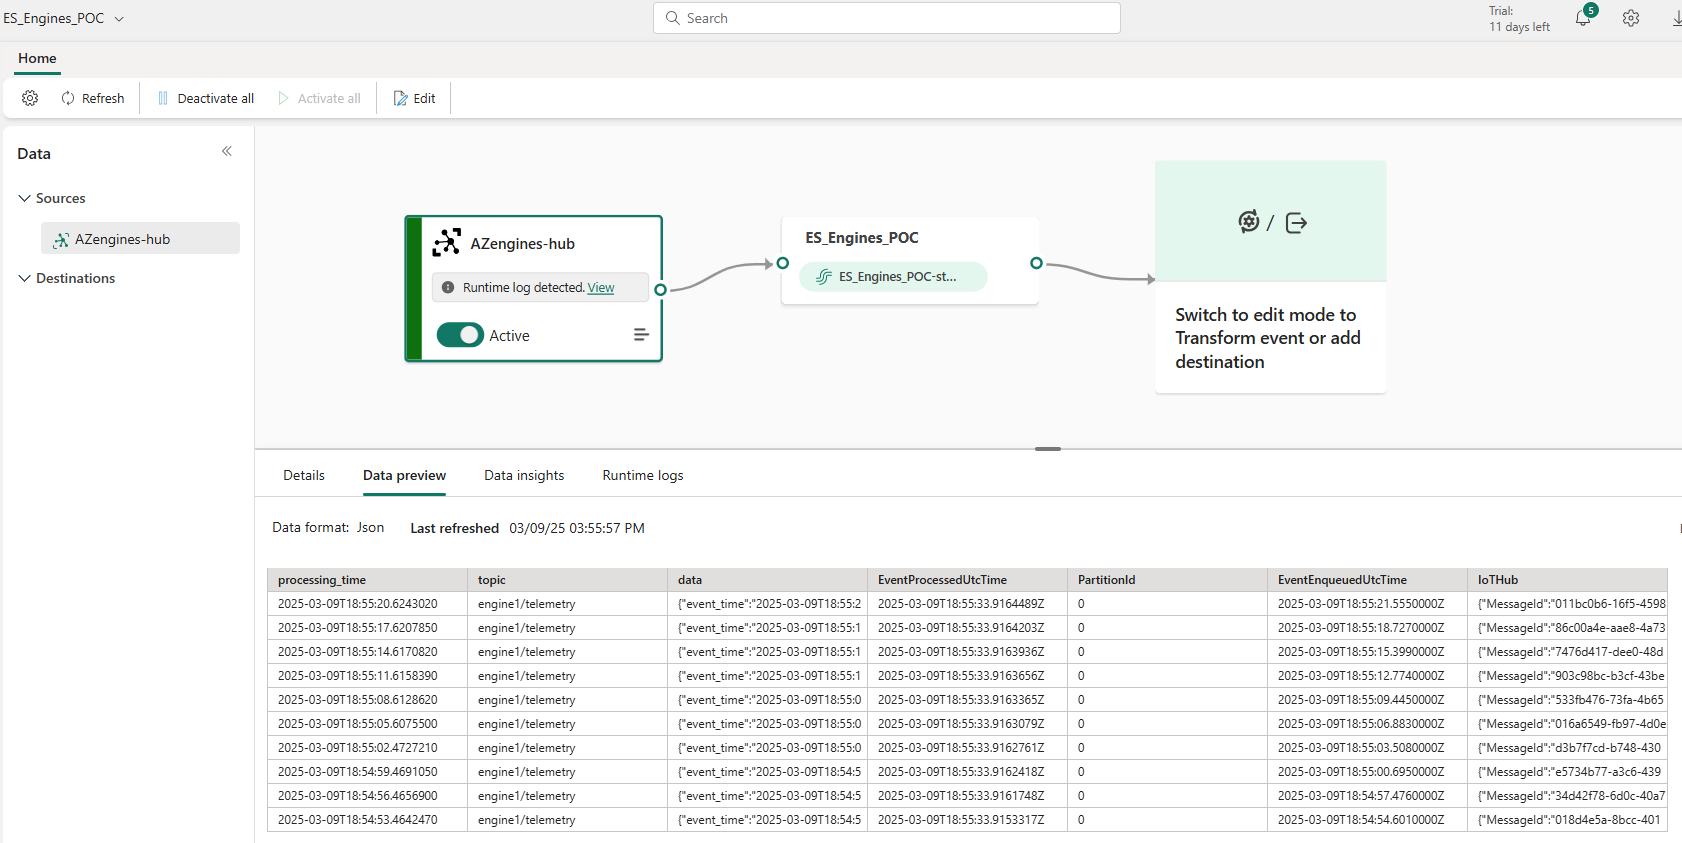 ES_Engines_POC
Search
Trial:
11 days left
5
Home
Refresh
Deactivate all
Activate all
Edit
Data
Sources
AZengines-hub
Destinations
AZengines-hub
Runtime log detected. View
Active
ES_Engines_POC
ES_Engines_POC-st...
/
Switch to edit mode to
Transform event or add
destination
Details Data preview Data insights Runtime logs
Data format: Json Last refreshed 03/09/25 03:55:57 PM
processing_time topic data EventProcessedUtcTime PartitionId EventEnqueuedUtcTime IoTHub
2025-03-09T18:55:20.6243020 engine1/telemetry {"event_time":"2025-03-09T18:55:2 2025-03-09T18:55:33.9164489Z 0 2025-03-09T18:55:21.5550000Z {"MessageId":"011bc0b6-16f5-4598
2025-03-09T18:55:17.6207850 engine1/telemetry {"event_time":"2025-03-09T18:55:1 2025-03-09T18:55:33.9164203Z 0 2025-03-09T18:55:18.7270000Z {"MessageId":"86c00a4e-aae8-4a73
2025-03-09T18:55:14.6170820 engine1/telemetry {"event_time":"2025-03-09T18:55:1 2025-03-09T18:55:33.9163936Z 0 2025-03-09T18:55:15.3990000Z {"MessageId":"7476d417-dee0-48d
2025-03-09T18:55:11.6158390 engine1/telemetry {"event_time":"2025-03-09T18:55:1 2025-03-09T18:55:33.9163656Z 0 2025-03-09T18:55:12.7740000Z {"MessageId":"903c98bc-b3cf-43be
2025-03-09T18:55:08.6128620 engine1/telemetry {"event_time":"2025-03-09T18:55:0 2025-03-09T18:55:33.9163365Z 0 2025-03-09T18:55:09.4450000Z {"MessageId":"533fb476-73fa-4b65
2025-03-09T18:55:05.6075500 engine1/telemetry {"event_time":"2025-03-09T18:55:0 2025-03-09T18:55:33.9163079Z 0 2025-03-09T18:55:06.8830000Z {"MessageId":"016a6549-fb97-4d0e
2025-03-09T18:55:02.4727210 engine1/telemetry {"event_time":"2025-03-09T18:55:0 2025-03-09T18:55:33.9162761Z 0 2025-03-09T18:55:03.5080000Z {"MessageId":"d3b7f7cd-b748-430
2025-03-09T18:54:59.4691050 engine1/telemetry {"event_time":"2025-03-09T18:54:5 2025-03-09T18:55:33.9162418Z 0 2025-03-09T18:55:00.6950000Z {"MessageId":"e5734b77-a3c6-439
2025-03-09T18:54:56.4656900 engine1/telemetry {"event_time":"2025-03-09T18:54:5 2025-03-09T18:55:33.9161748Z 0 2025-03-09T18:54:57.4760000Z {"MessageId":"34d42f78-6d0c-40a7
2025-03-09T18:54:53.4642470 engine1/telemetry {"event_time":"2025-03-09T18:54:5 2025-03-09T18:55:33.9153317Z 0 2025-03-09T18:54:54.6010000Z {"MessageId":"018d4e5a-8bcc-401